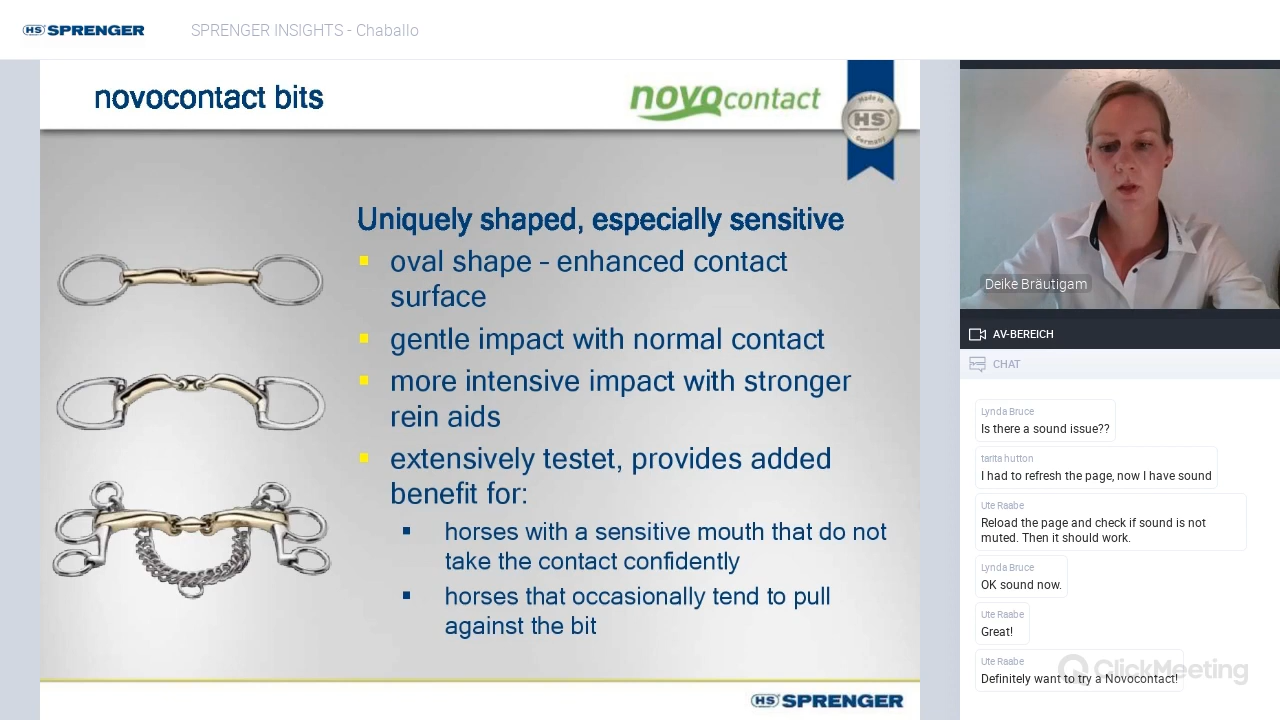 HS SPRENGER
SPRENGER INSIGHTS - Chaballo
novocontact bits
novocontact
Made in
HS
Germany
Uniquely shaped, especially sensitive
oval shape – enhanced contact
surface
gentle impact with normal contact
more intensive impact with stronger
rein aids
extensively testet, provides added
benefit for:
horses with a sensitive mouth that do not
take the contact confidently
horses that occasionally tend to pull
against the bit
HS SPRENGER
Deike Bräutigam
AV-BEREICH
CHAT
Lynda Bruce
Is there a sound issue??
tarita hutton
I had to refresh the page, now I have sound
Ute Raabe
Reload the page and check if sound is not
muted. Then it should work.
Lynda Bruce
OK sound now.
Ute Raabe
Great!
Ute Raabe
Definitely want to try a Novocontact!
ClickMeeting